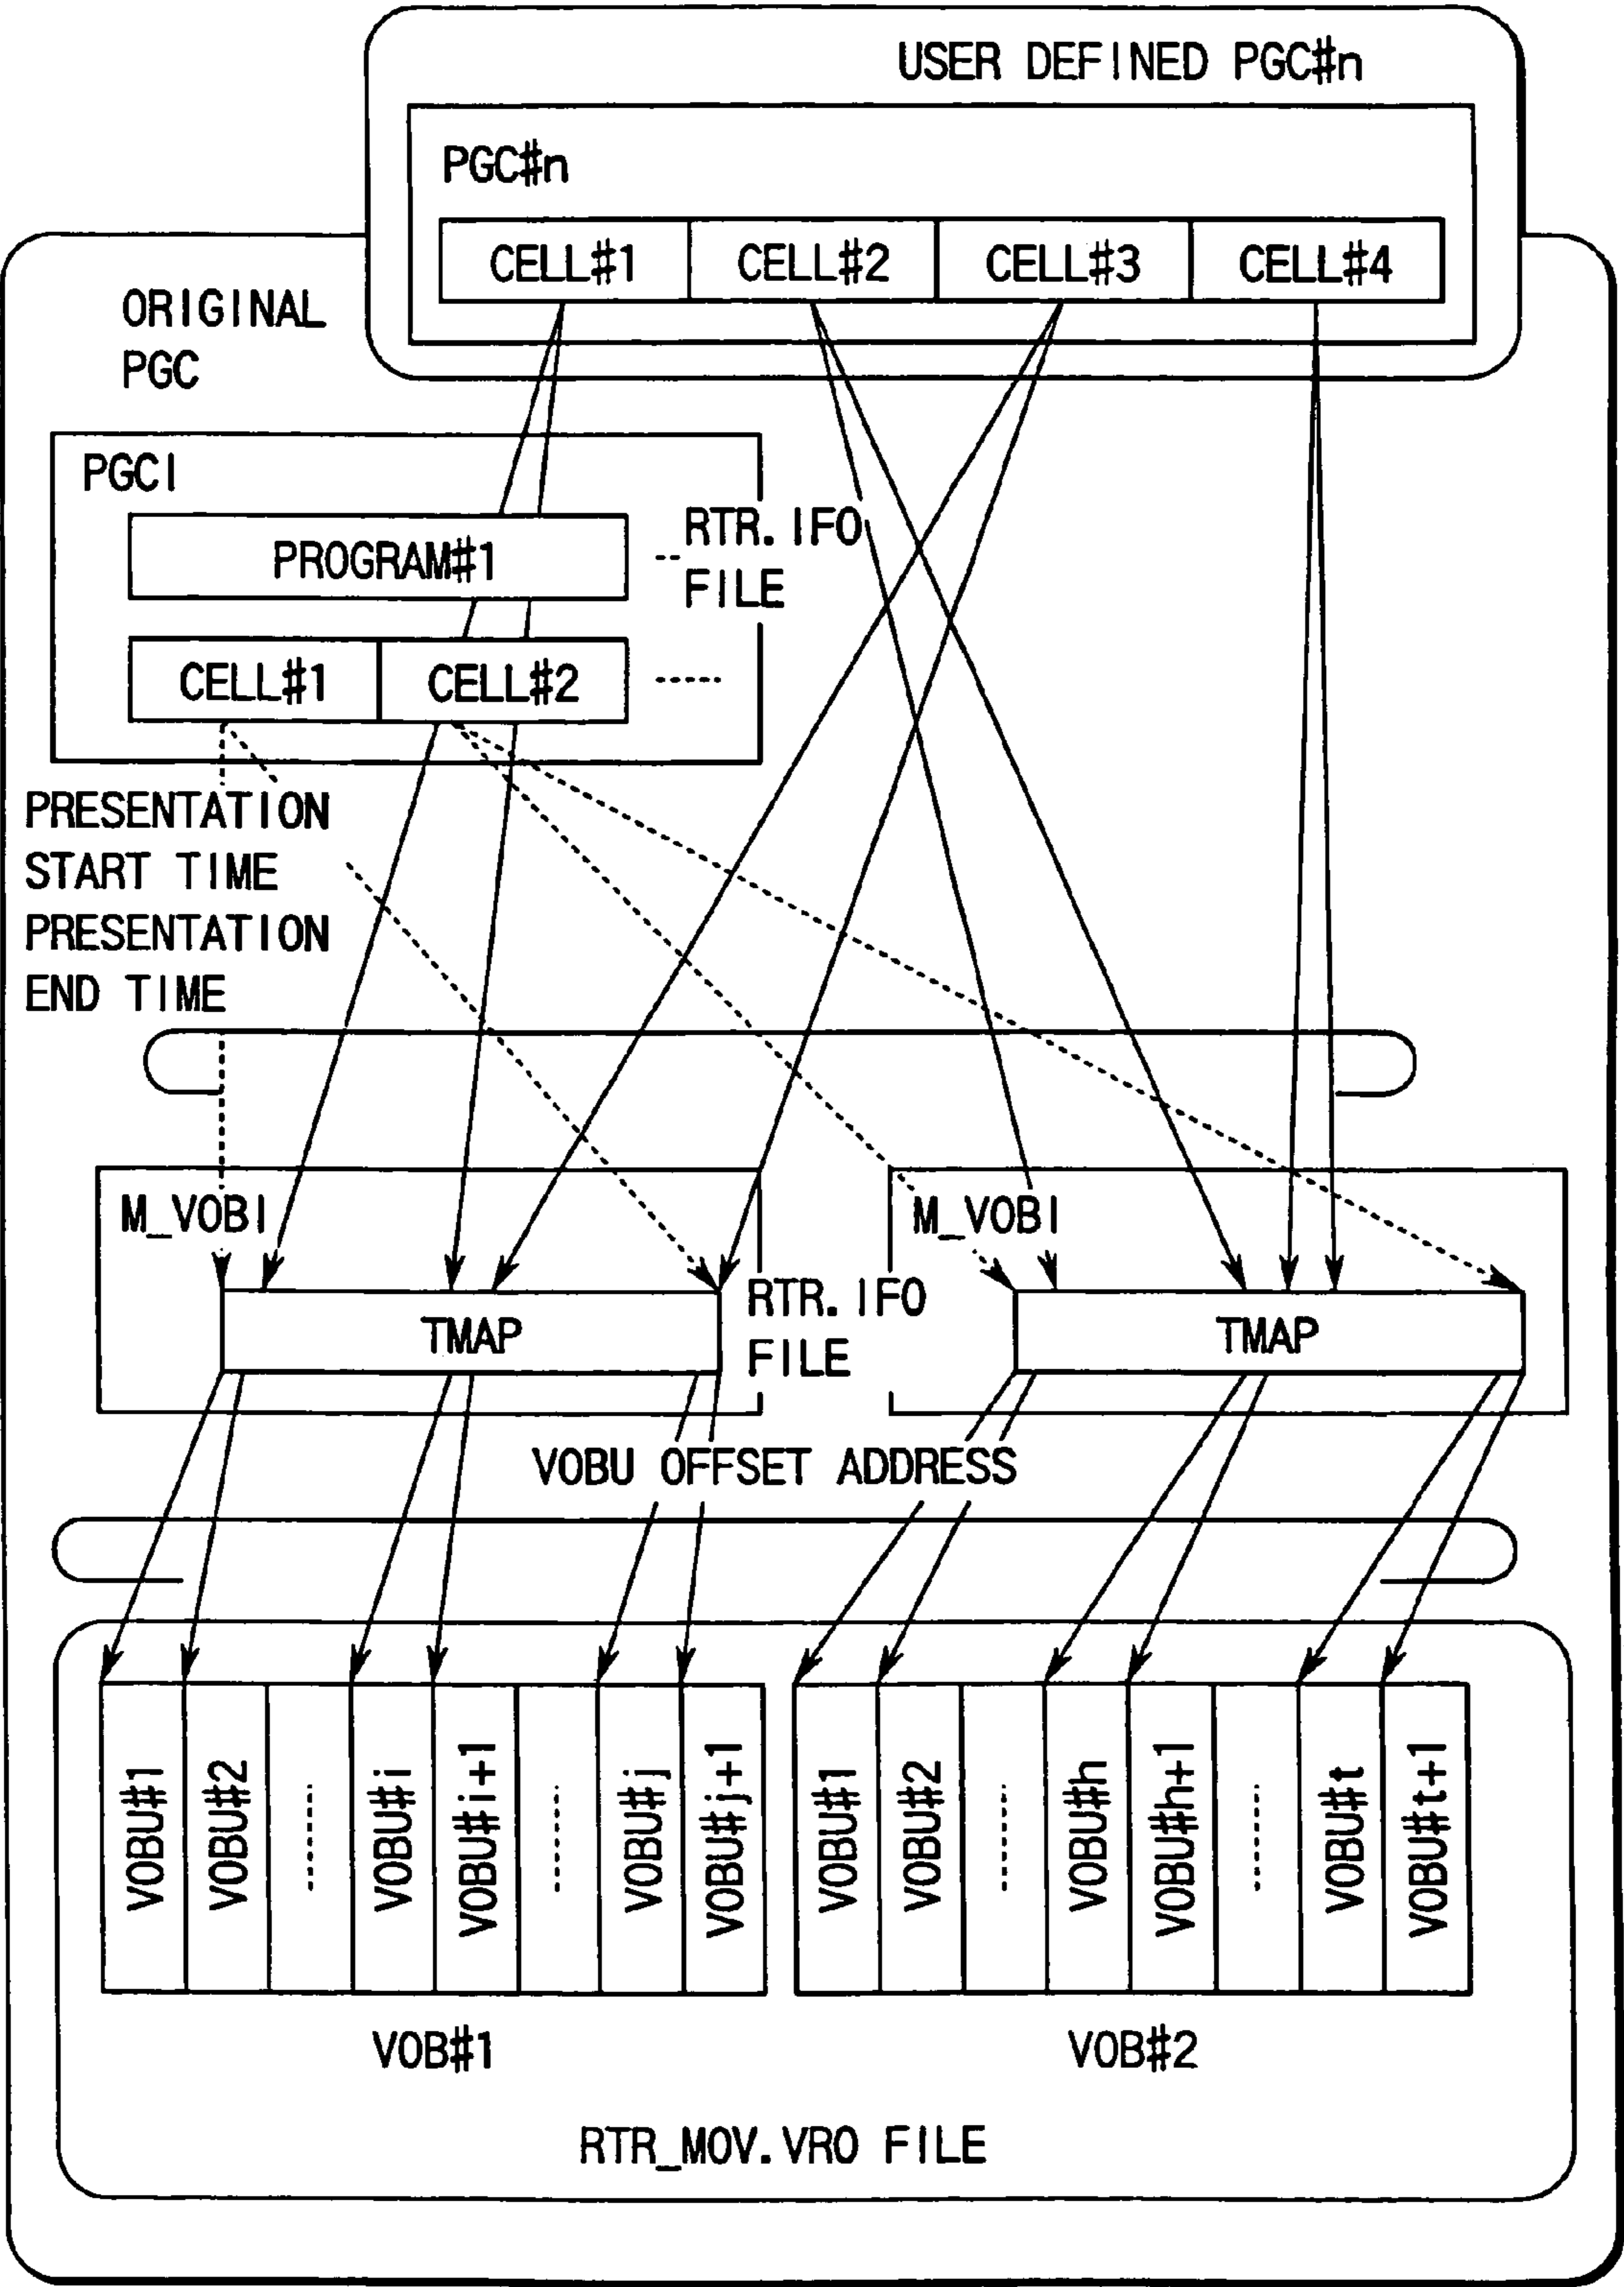 USER DEFINED PGC#n
PGC#n
CELL#1 CELL#2 CELL#3 CELL#4
ORIGINAL
PGC
PGCI
PROGRAM#1
RTR.IFO
FILE
CELL#1 CELL#2
PRESENTATION
START TIME
PRESENTATION
END TIME
M_VOBI
M_VOBI
TMAP
RTR.IFO
FILE
TMAP
VOBU OFFSET ADDRESS
VOBU#1
VOBU#2
VOBU#i
VOBU#i+1
VOBU#j
VOBU#j+1
VOBU#1
VOBU#2
VOBU#h
VOBU#h+1
VOBU#t
VOBU#t+1
VOB#1
VOB#2
RTR_MOV.VRO FILE